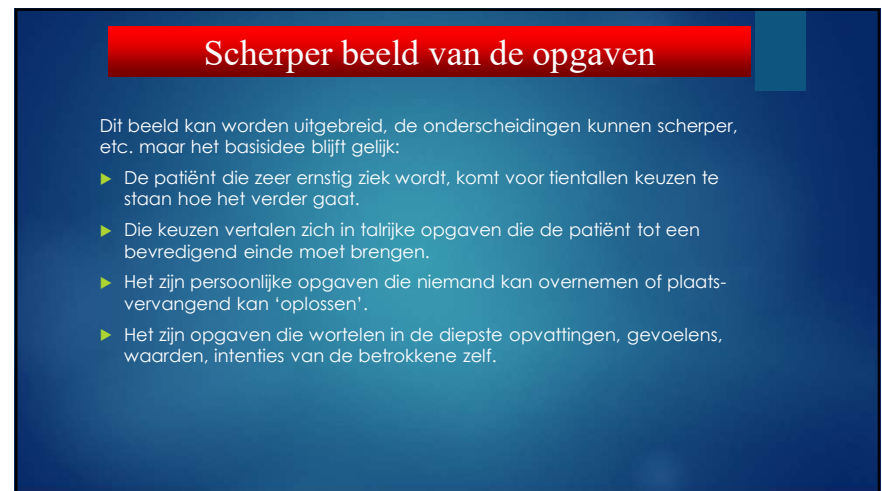 Scherper beeld van de opgaven
Dit beeld kan worden uitgebreid, de onderscheidingen kunnen scherper,
etc. maar het basisidee blijft gelijk:
De patiënt die zeer ernstig ziek wordt, komt voor tientallen keuzen te
staan hoe het verder gaat.
Die keuzen vertalen zich in talrijke opgaven die de patiënt tot een
bevredigend einde moet brengen.
Het zijn persoonlijke opgaven die niemand kan overnemen of plaats-
vervangend kan ‘oplossen’.
Het zijn opgaven die wortelen in de diepste opvattingen, gevoelens,
waarden, intenties van de betrokkene zelf.